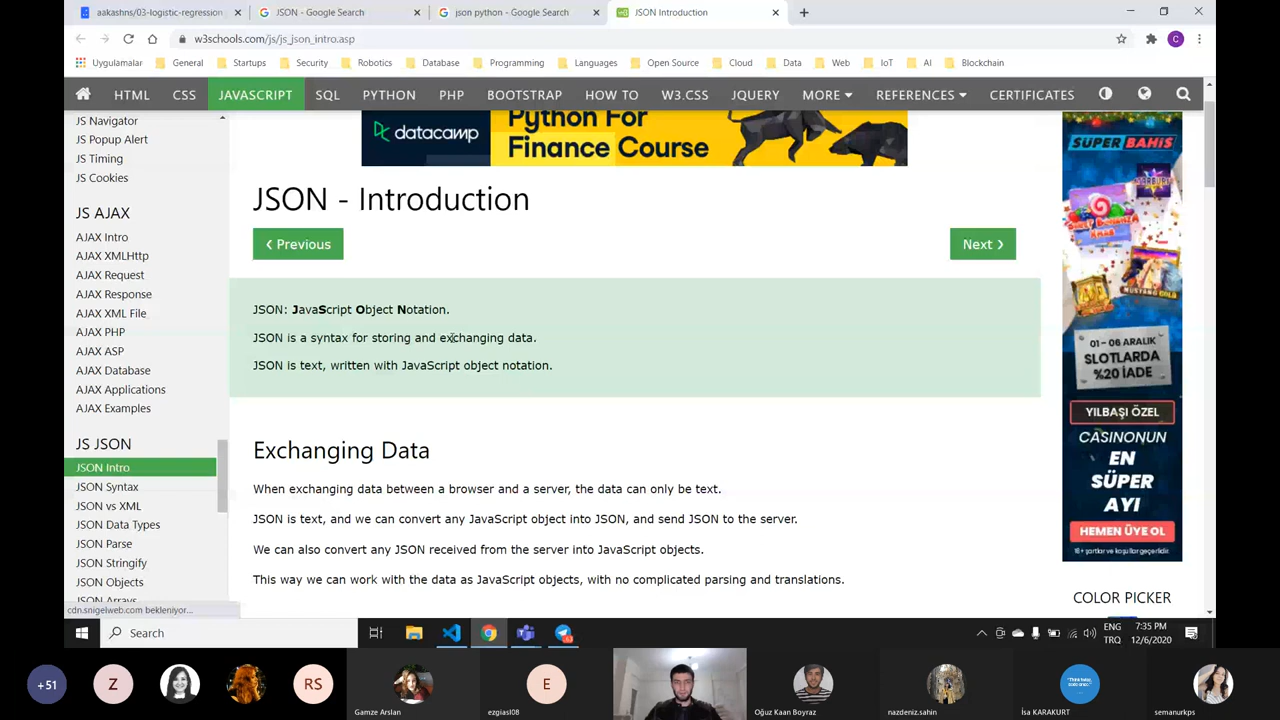 aakashns/03-logistic-regression
JSON - Google Search
json python - Google Search
JSON Introduction
w3schools.com/js/js_json_intro.asp
C
Uygulamalar
General
Startups
Security
Robotics
Database
Programming
Languages
Open Source
Cloud
Data
Web
IoT
AI
Blockchain
HTML
CSS
JAVASCRIPT
SQL
PYTHON
PHP
BOOTSTRAP
HOW TO
W3.CSS
JQUERY
MORE
REFERENCES
CERTIFICATES
JS Navigator
JS Popup Alert
JS Timing
JS Cookies
JS AJAX
AJAX Intro
AJAX XMLHttp
AJAX Request
AJAX Response
AJAX XML File
AJAX PHP
AJAX ASP
AJAX Database
AJAX Applications
AJAX Examples
JS JSON
JSON Intro
JSON Syntax
JSON vs XML
JSON Data Types
JSON Parse
JSON Stringify
JSON Objects
JSON Arrays
cdn.snigelweb.com bekleniyor...
datacamp
Python For
Finance Course
JSON - Introduction
❮ Previous
Next ❯
JSON: JavaScript Object Notation.
JSON is a syntax for storing and exchanging data.
JSON is text, written with JavaScript object notation.
Exchanging Data
When exchanging data between a browser and a server, the data can only be text.
JSON is text, and we can convert any JavaScript object into JSON, and send JSON to the server.
We can also convert any JSON received from the server into JavaScript objects.
This way we can work with the data as JavaScript objects, with no complicated parsing and translations.
SÜPER BAHİS
01 - 06 ARALIK
SLOTLARDA
%20 İADE
YILBAŞI ÖZEL
CASINONUN
EN
SÜPER
AYI
HEMEN ÜYE OL
18+ şartlar ve koşullar geçerlidir.
COLOR PICKER
Search
ENG
TRQ
7:35 PM
12/6/2020
+51
Z
RS
Gamze Arslan
E
ezgiasl08
Oğuz Kaan Boyraz
nazdeniz.sahin
İsa KARAKURT
semanurkps